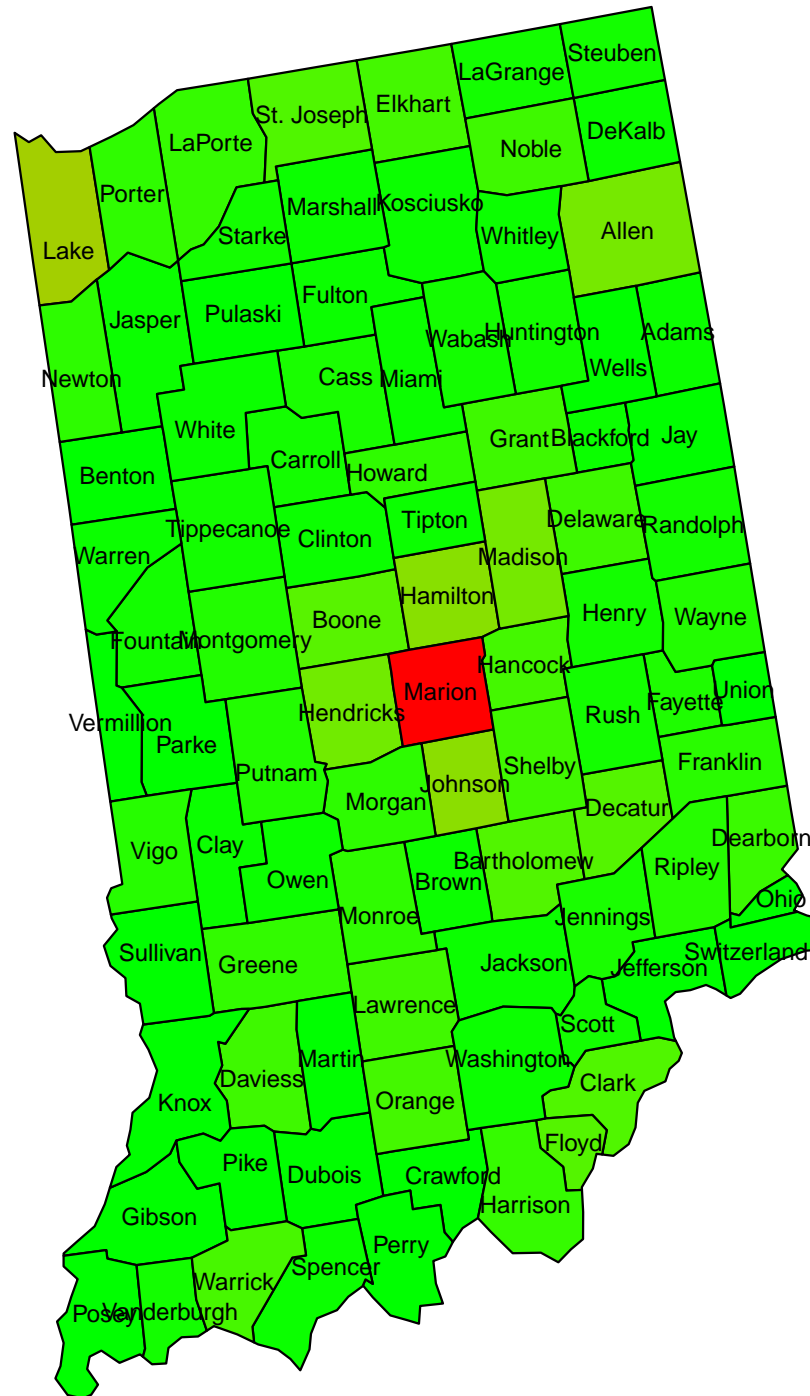 Steuben
LaGrange
Elkhart
St. Joseph
LaPorte
DeKalb
Noble
Porter
Kosciusko
Marshall
Allen
Whitley
Starke
Lake
Fulton
Pulaski
Jasper
Adams
Huntington
Wabash
Wells
Miami
Cass
Newton
White
Jay
Blackford
Grant
Carroll
Howard
Benton
Tipton
Delaware
Randolph
Tippecanoe
Clinton
Madison
Warren
Hamilton
Henry
Wayne
Boone
Fountain
Montgomery
Hancock
Marion
Union
Fayette
Hendricks
Rush
Vermillion
Parke
Franklin
Shelby
Putnam
Johnson
Morgan
Decatur
Dearborn
Clay
Vigo
Bartholomew
Ripley
Owen
Brown
Ohio
Monroe
Jennings
Sullivan
Switzerland
Jackson
Greene
Jefferson
Lawrence
Scott
Martin
Washington
Daviess
Clark
Knox
Orange
Floyd
Pike
Dubois
Crawford
Harrison
Gibson
Perry
Spencer
Warrick
Posey
Vanderburgh